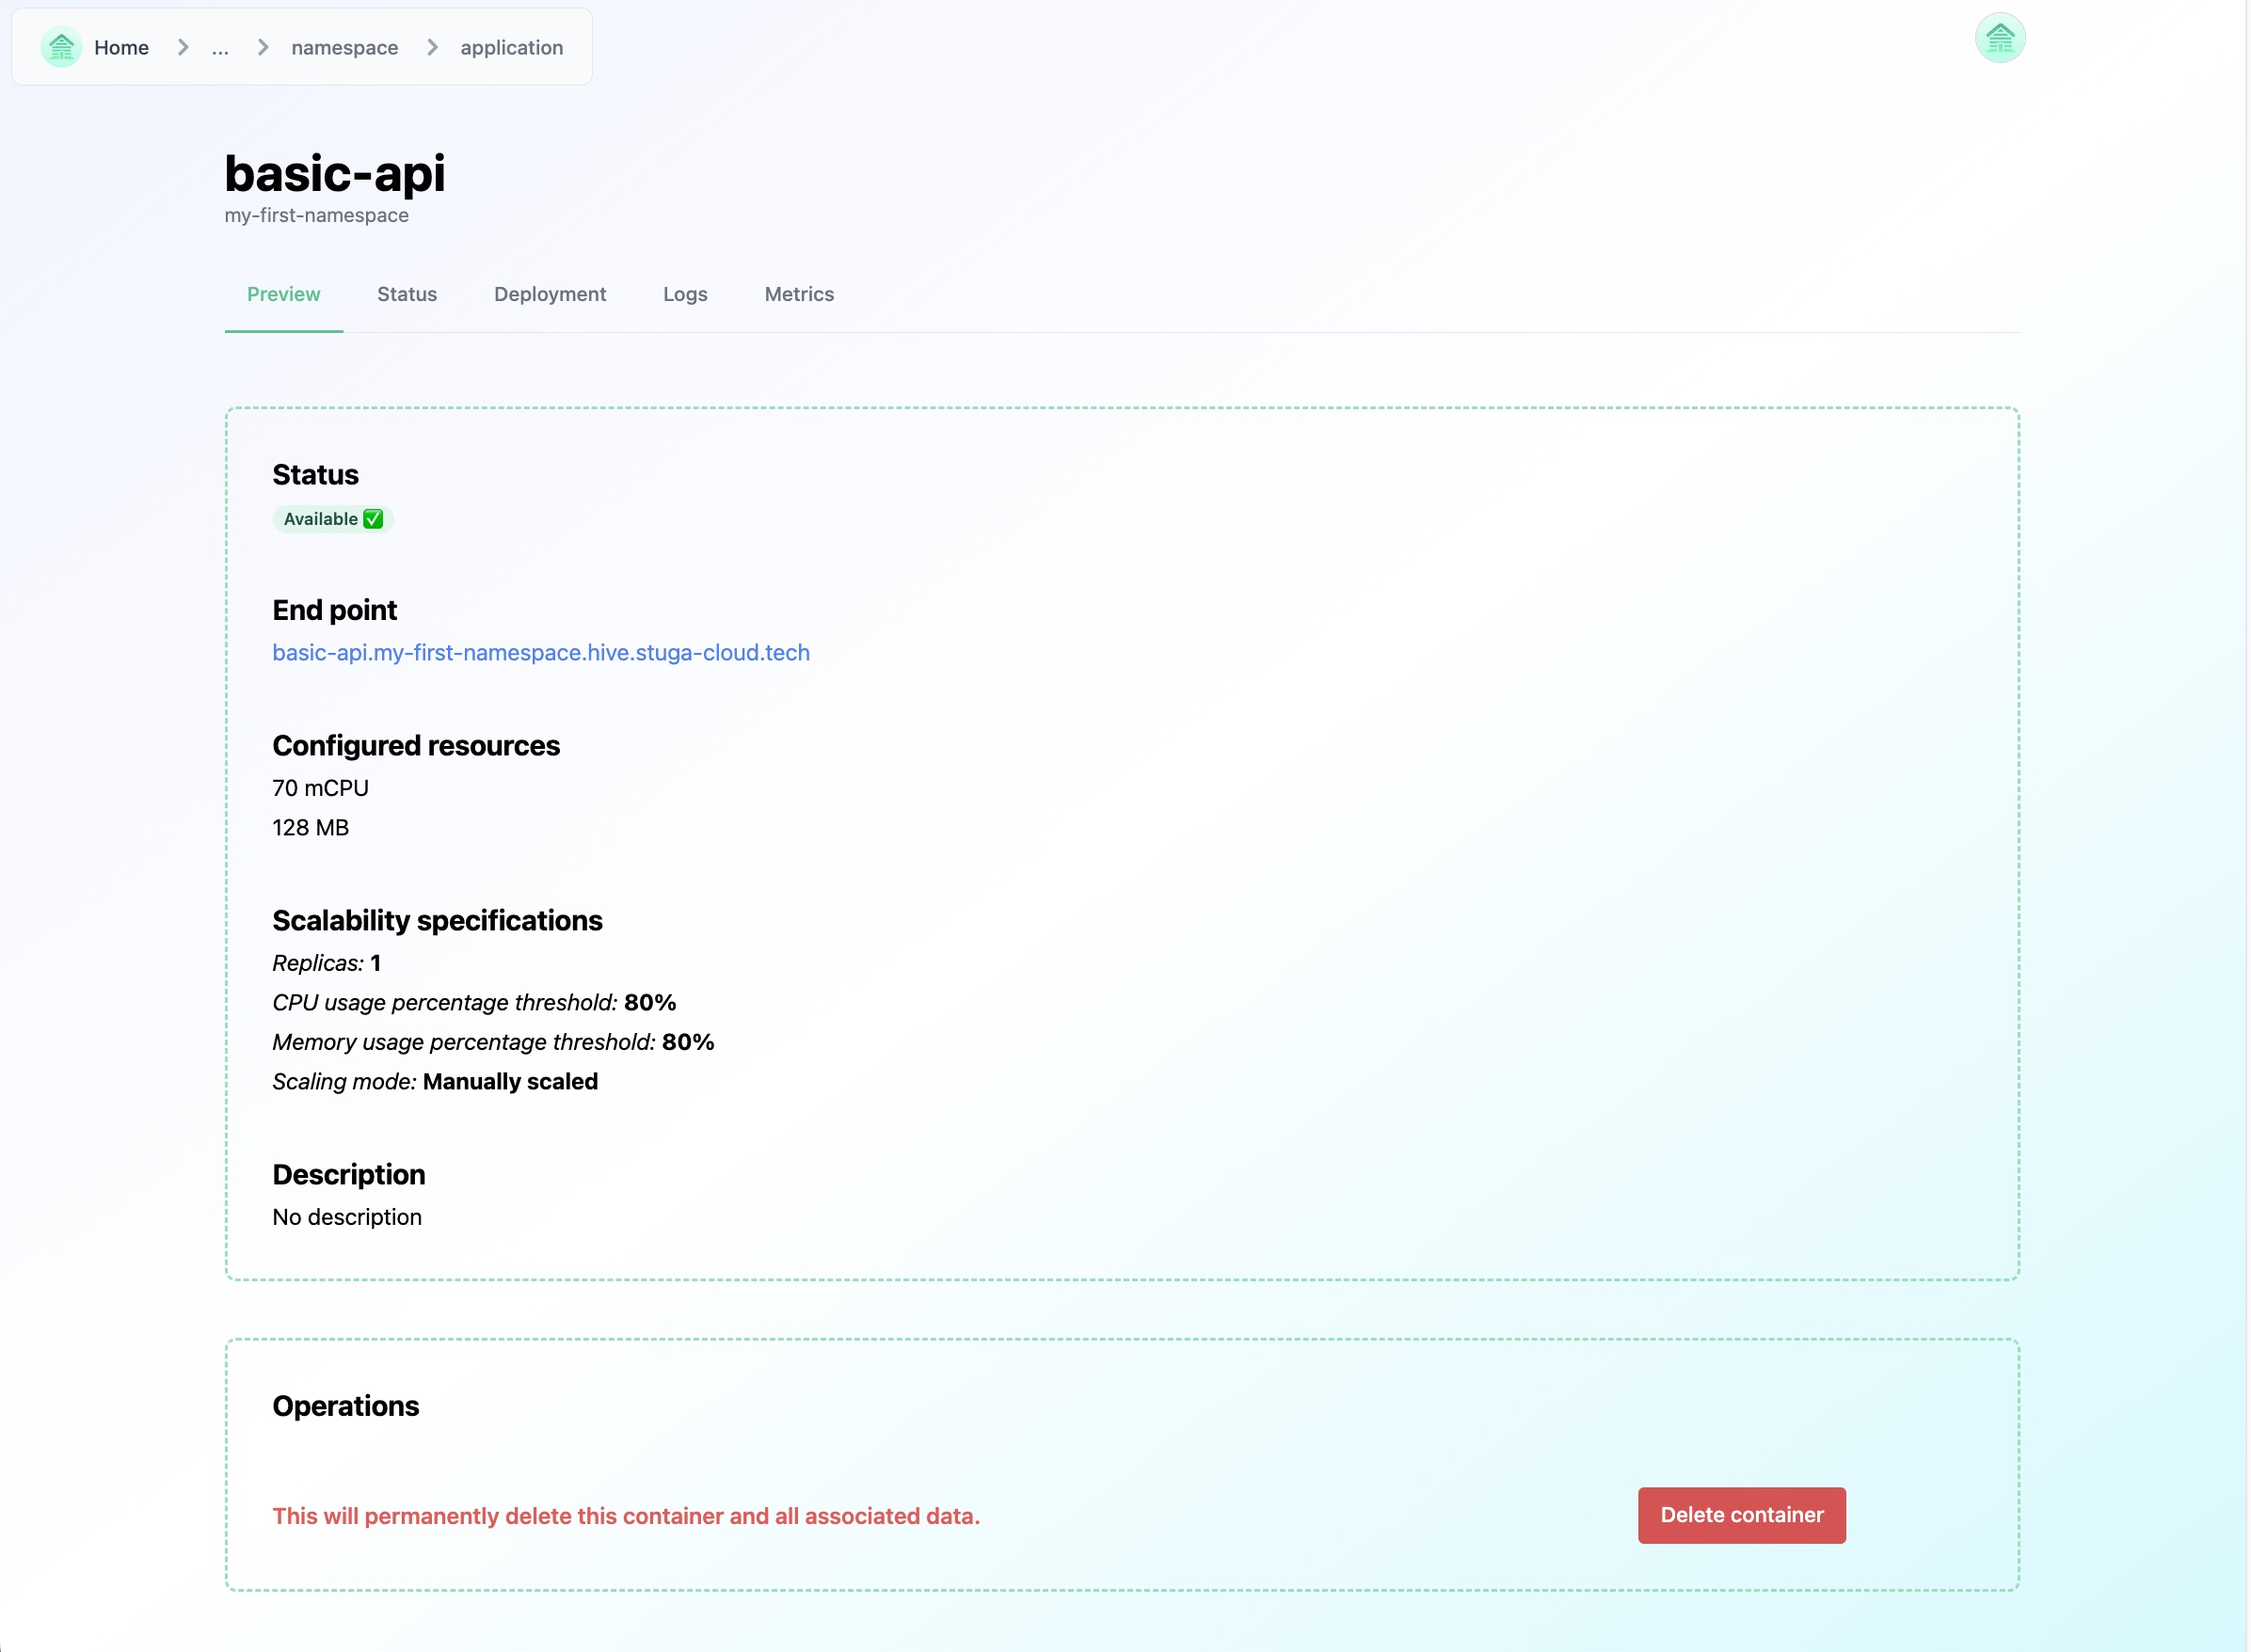 Home > ... > namespace > application
basic-api
my-first-namespace
Preview Status Deployment Logs Metrics
Status
Available ✅
End point
basic-api.my-first-namespace.hive.stuga-cloud.tech
Configured resources
70 mCPU
128 MB
Scalability specifications
Replicas: 1
CPU usage percentage threshold: 80%
Memory usage percentage threshold: 80%
Scaling mode: Manually scaled
Description
No description
Operations
This will permanently delete this container and all associated data.
Delete container